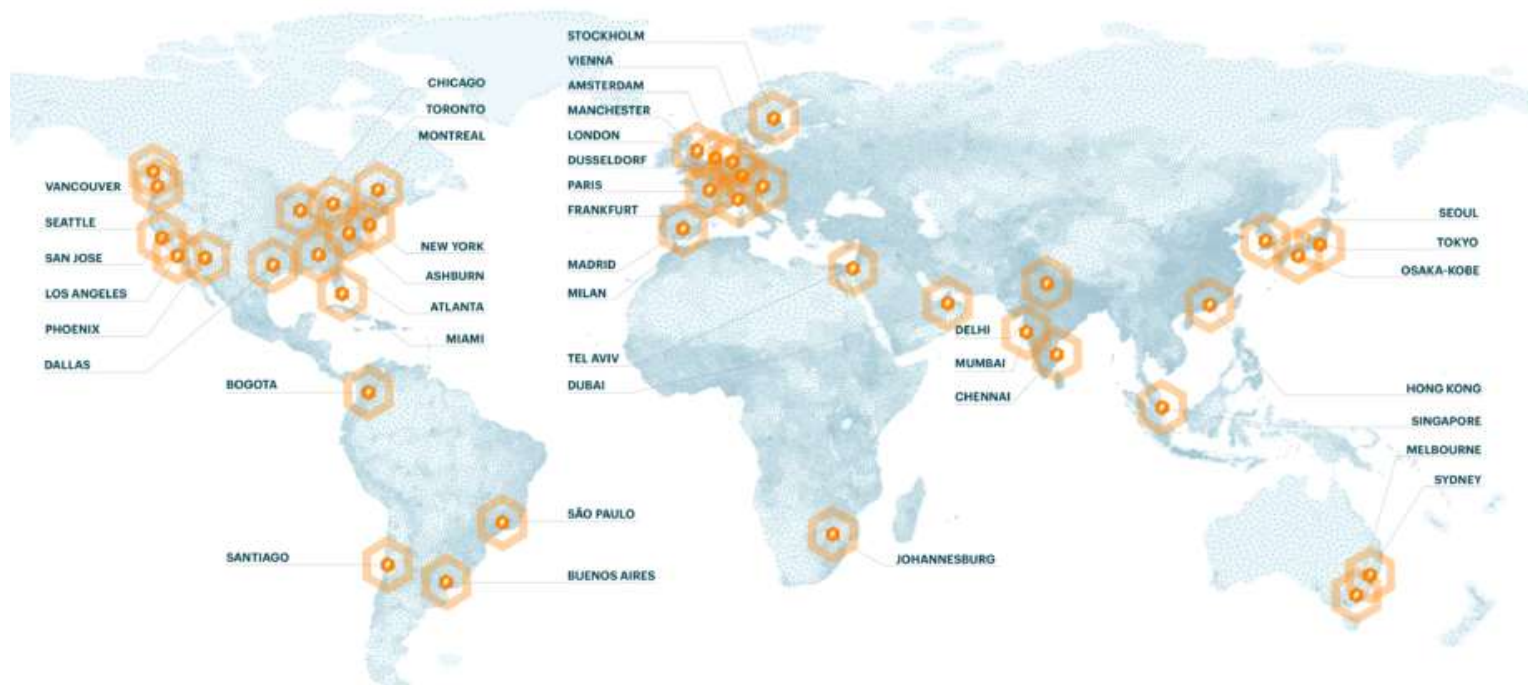 STOCKHOLM
VIENNA
AMSTERDAM
MANCHESTER
LONDON
DUSSELDORF
PARIS
FRANKFURT
MADRID
MILAN
TEL AVIV
DUBAI
CHICAGO
TORONTO
MONTREAL
VANCOUVER
SEATTLE
SAN JOSE
LOS ANGELES
PHOENIX
DALLAS
NEW YORK
ASHBURN
ATLANTA
MIAMI
BOGOTA
SANTIAGO
SÃO PAULO
BUENOS AIRES
JOHANNESBURG
DELHI
MUMBAI
CHENNAI
SEOUL
TOKYO
OSAKA-KOBE
HONG KONG
SINGAPORE
MELBOURNE
SYDNEY